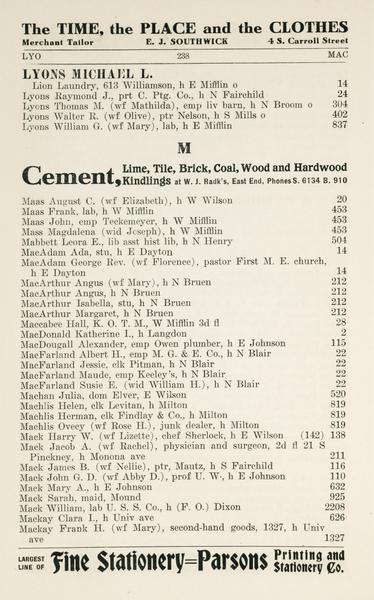 The TIME, the PLACE and the CLOTHES
Merchant Tailor E. J. SOUTHWICK 4 S. Carroll Street
LYO 238 MAC
LYONS MICHAEL L.
Lion Laundry, 613 Williamson, h E Mifflin o 14
Lyons Raymond J., prt C. Ptg. Co., h N Fairchild 24
Lyons Thomas M. (wf Mathilda), emp liv barn, h N Broom o 304
Lyons Walter R. (wf Olive), ptr Nelson, h S Mills o 402
Lyons William G. (wf Mary), lab, h E Mifflin 837
M
Cement, Lime, Tile, Brick, Coal, Wood and Hardwood
Kindlings at W. J. Radk's, East End, Phones S. 6134 B. 910
Maas August C. (wf Elizabeth), h W Wilson 20
Maas Frank, lab, h W Mifflin 453
Maas John, emp Teckemeyer, h W Mifflin 453
Mass Magdalena (wid Joseph), h W Mifflin 453
Mabbett Leora E., lib asst hist lib, h N Henry 504
MacAdam Ada, stu, h E Dayton 14
MacAdam George Rev. (wf Florence), pastor First M. E. church,
h E Dayton 14
MacArthur Angus (wf Mary), h N Bruen 212
MacArthur Angus, h N Bruen 212
MacArthur Isabella, stu, h N Bruen 212
MacArthur Margaret, h N Bruen 212
Maccabee Hall, K. O. T. M., W Mifflin 3d fl 28
MacDonald Katherine I., h Langdon 2
MacDougall Alexander, emp Owen plumber, h E Johnson 115
MacFarland Albert H., emp M. G. & E. Co., h N Blair 22
MacFarland Jessie, clk Pitman, h N Blair 22
MacFarland Maude, emp Keeley's, h N Blair 22
MacFarland Susie E. (wid William H.), h N Blair 22
Machan Julia, dom Elver, E Wilson 520
Machlis Helen, clk Levitan, h Milton 819
Machlis Herman, clk Findlay & Co., h Milton 819
Machlis Ovcey (wf Rose H.), junk dealer, h Milton 819
Mack Harry W. (wf Lizette), chef Sherlock, h E Wilson (142) 138
Mack Jacob A. (wf Rachel), physician and surgeon, 2d fl 21 S
Pinckney, h Monona ave 211
Mack James B. (wf Nellie), ptr, Mautz, h S Fairchild 116
Mack John G. D. (wf Abby D.), prof U. W., h E Johnson 110
Mack Mary A., h E Johnson 632
Mack Sarah, maid, Mound 925
Mack William, lab U. S. S. Co., h (F. O.) Dixon 2208
Mackay Clara I., h Univ ave 626
Mackay Frank H. (wf Mary), second-hand goods, 1327, h Univ
ave 1327
LARGEST LINE OF Fine Stationery=Parsons Printing and Stationery Co.